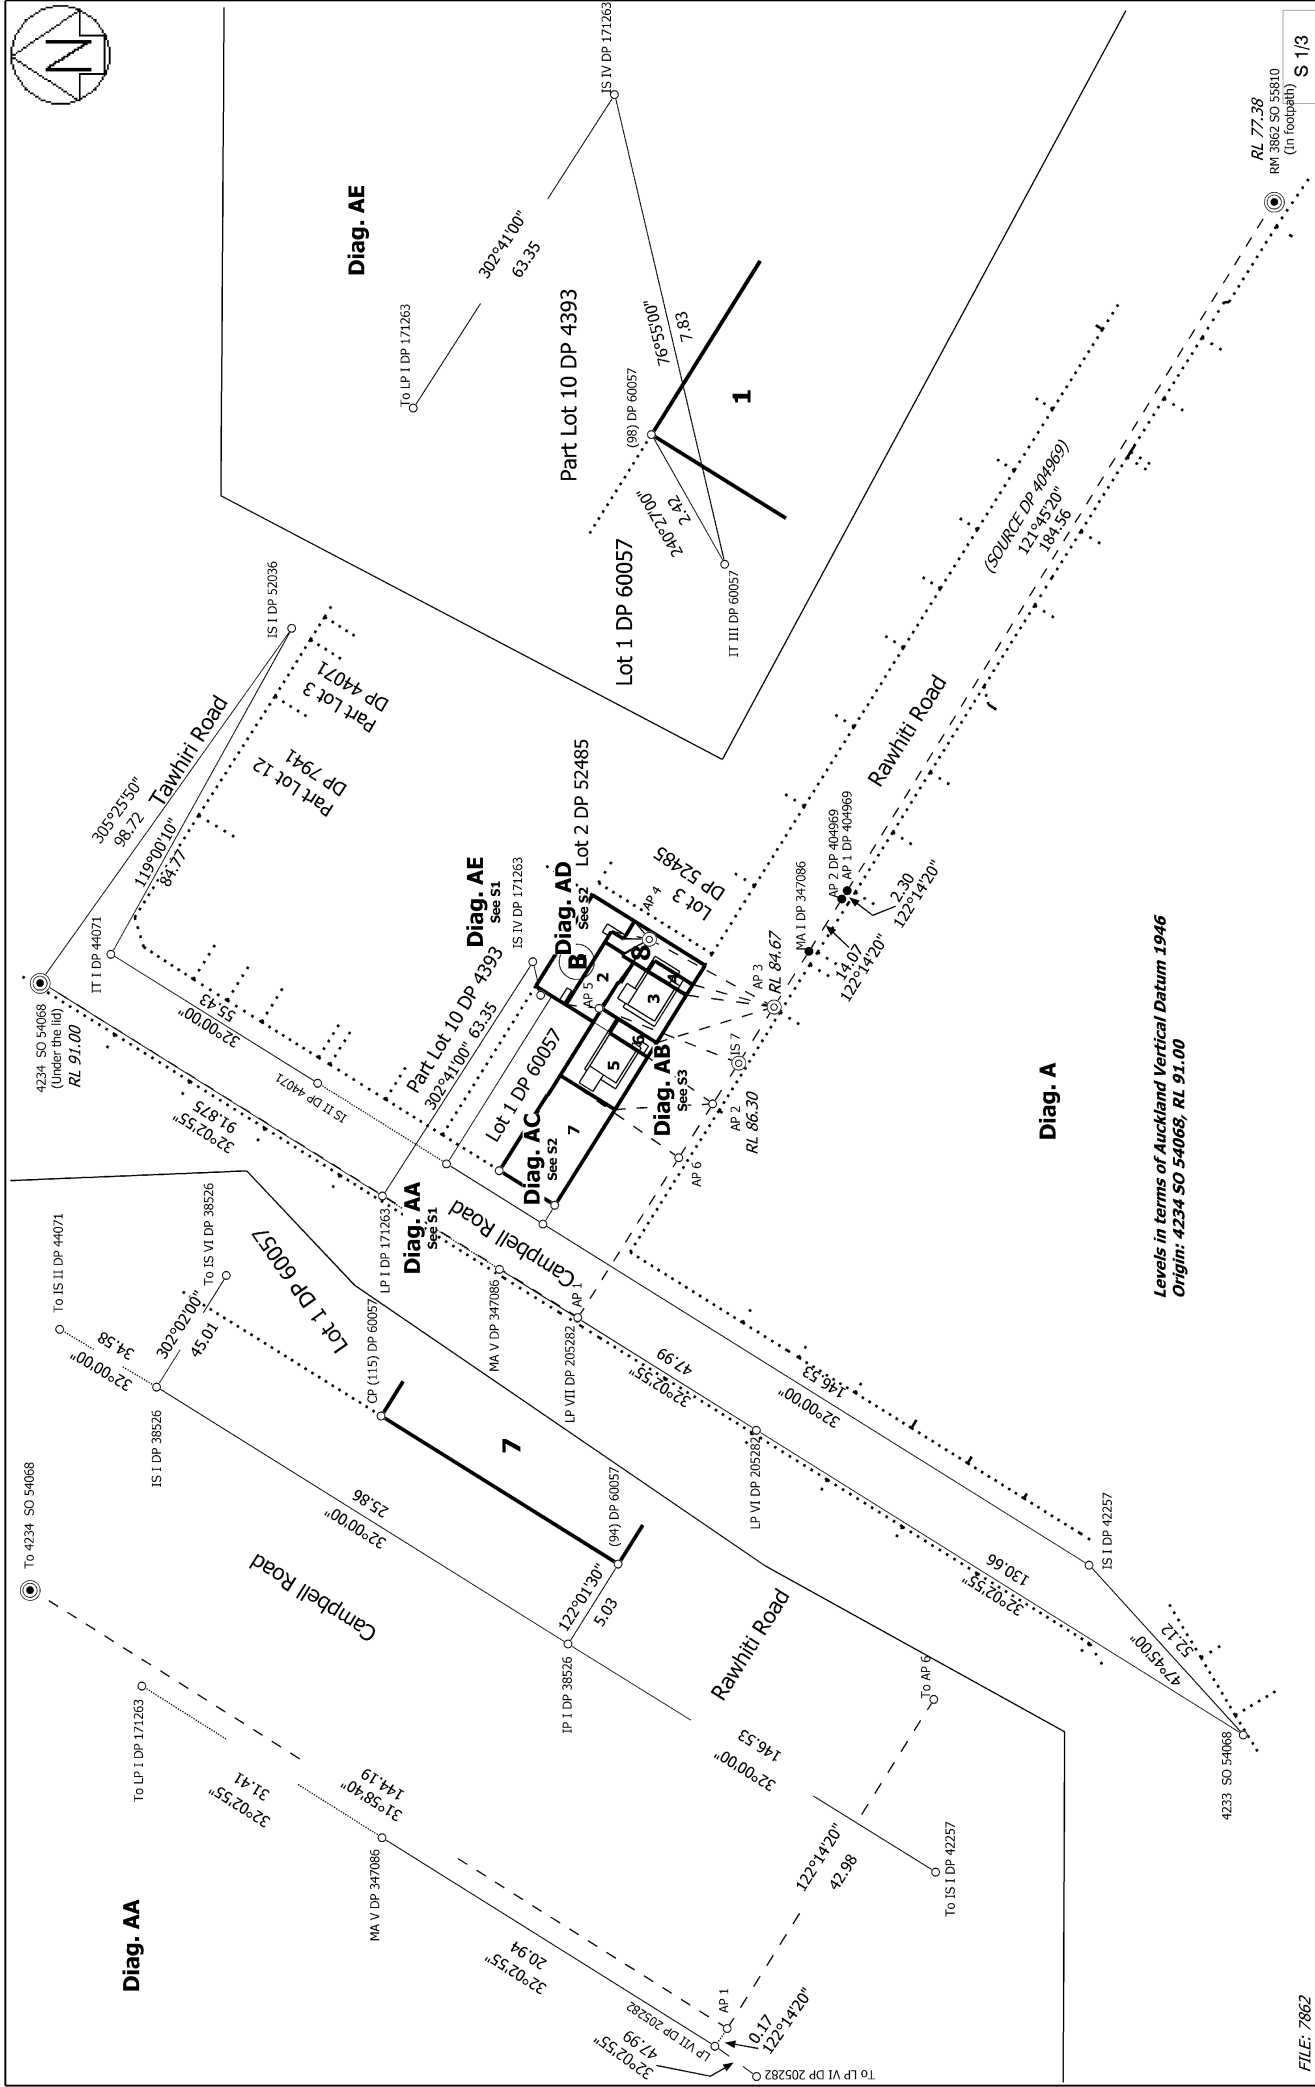 Diag. AA
To 4234 SO 54068
To LP I DP 171263
32°02'55"
31.41
31°58'40"
144.19
MA V DP 347086
32°02'55"
20.94
LP VII DP 205282
32°02'55"
47.99
AP 1
0.17
122°14'20"
To LP VI DP 205282
122°14'20"
42.98
To AP 6
To IS I DP 42257
32°00'00"
146.53
Rawhiti Road
Campbell Road
IP I DP 38526
122°01'30"
5.03
(94) DP 60057
32°00'00"
25.86
7
IS I DP 38526
32°00'00"
34.58
To IS II DP 44071
302°02'00"
45.01
To IS VI DP 38526
CP (115) DP 60057
Lot 1 DP 60057
4234 SO 54068
(Under the lid)
RL 91.00
IT I DP 44071
305°25'50"
98.72
Tawhiri Road
119°00'10"
84.77
IS I DP 52036
Part Lot 12
DP 7941
Part Lot 3
DP 44071
32°00'00"
55.43
IS II DP 44071
32°02'55"
91.875
LP I DP 171263
Diag. AA
See S1
Campbell Road
MA V DP 347086
LP VII DP 205282
AP 1
Part Lot 10 DP 4393
302°41'00" 63.35
Lot 1 DP 60057
IS IV DP 171263
Diag. AE
See S1
Diag. AD
See S2
Lot 2 DP 52485
Lot 3
DP 52485
Diag. AC
See S2
Diag. AB
See S3
B
2
8
A
3
6
5
7
AP 5
AP 4
AP 3
RL 84.67
IS 7
AP 2
RL 86.30
AP 6
MA I DP 347086
14.07
122°14'20"
AP 2 DP 404969
AP 1 DP 404969
2.30
122°14'20"
Rawhiti Road
(SOURCE DP 404969)
121°45'20"
184.56
RL 77.38
RM 3862 SO 55810
(In footpath)
32°02'55"
47.99
LP VI DP 205282
32°00'00"
146.53
32°02'55"
130.66
IS I DP 42257
47°45'00"
52.12
4233 SO 54068
Diag. A
Levels in terms of Auckland Vertical Datum 1946
Origin: 4234 SO 54068, RL 91.00
Diag. AE
To LP I DP 171263
302°41'00"
63.35
IS IV DP 171263
Part Lot 10 DP 4393
(98) DP 60057
76°55'00"
7.83
1
240°27'00"
2.42
IT III DP 60057
Lot 1 DP 60057
N
FILE: 7862
S 1/3